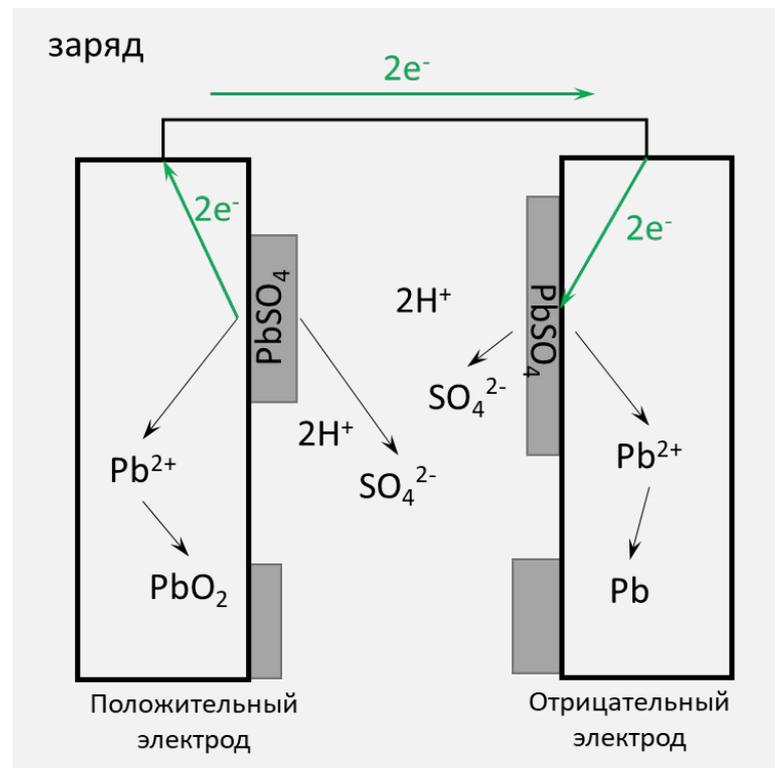 заряд
2e⁻
2e⁻
2e⁻
PbSO₄
PbSO₄
2H⁺
SO₄²⁻
2H⁺
SO₄²⁻
Pb²⁺
Pb²⁺
PbO₂
Pb
Положительный
электрод
Отрицательный
электрод